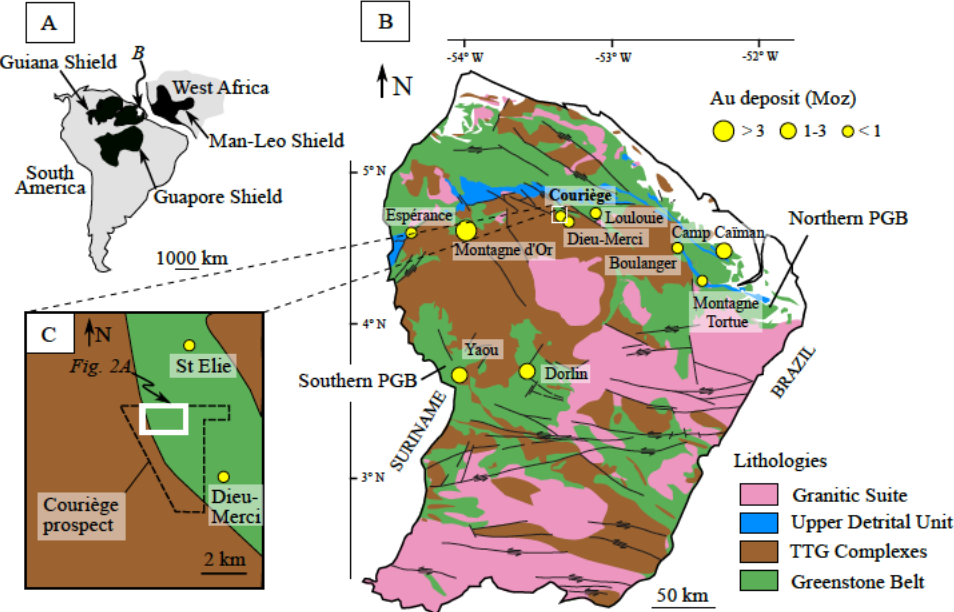 A
B
Guiana Shield
West Africa
Man-Leo Shield
South
America
Guapore Shield
1000 km
B
-54° W
-53° W
-52° W
N
Au deposit (Moz)
> 3
1-3
< 1
5° N
4° N
3° N
Couriège
Espérance
Loulouie
Montagne d'Or
Dieu-Merci
Camp Caïman
Boulanger
Montagne
Tortue
Northern PGB
Yaou
Dorlin
Southern PGB
SURINAME
BRAZIL
Lithologies
Granitic Suite
Upper Detrital Unit
TTG Complexes
Greenstone Belt
50 km
C
N
St Elie
Fig. 2A
Couriège
prospect
Dieu-
Merci
2 km